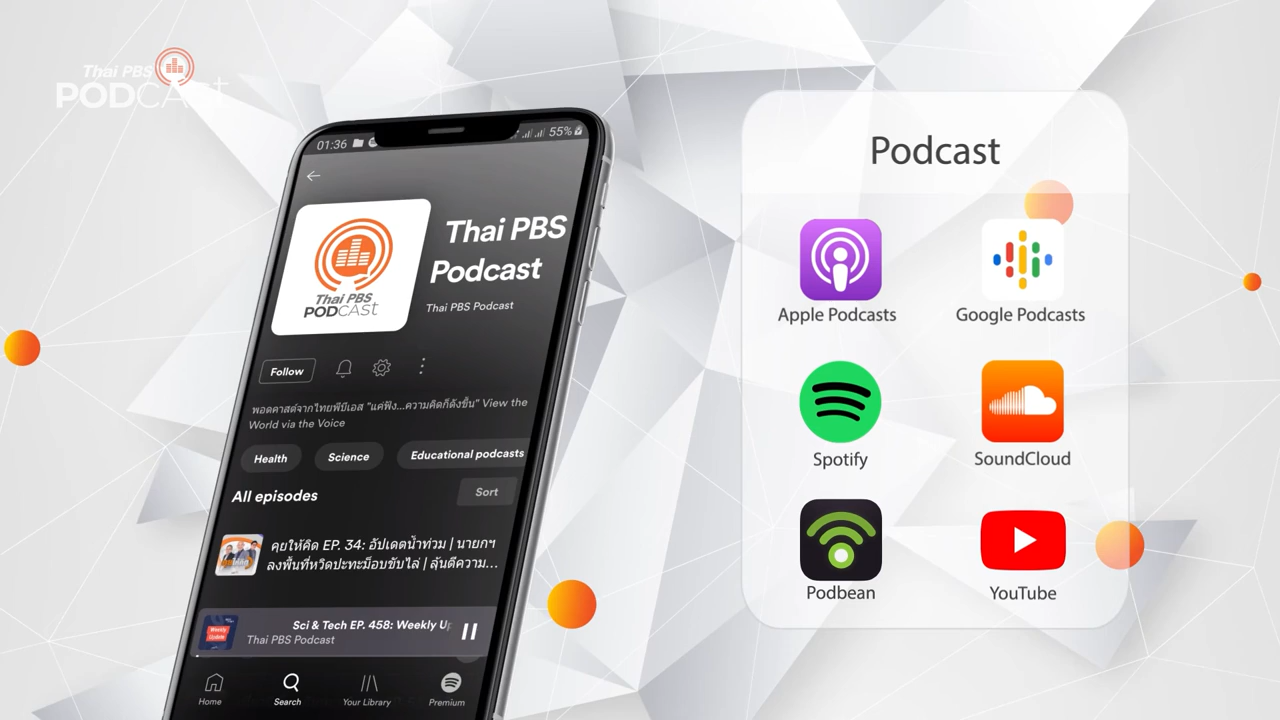 Thai PBS
PODCAST
01:36
55%
Thai PBS
PODCAST
Thai PBS
Podcast
Thai PBS Podcast
Follow
พอดคาสต์จากไทยพีบีเอส "แค่ฟัง...ความคิดก็ดังขึ้น" View the
World via the Voice
Health
Science
Educational podcasts
All episodes
Sort
คุยให้คิด EP. 34: อัปเดตน้ำท่วม | นายกฯ
ลงพื้นที่หวิดปะทะม็อบขับไล่ | ลุ้นตีความ...
Weekly
Update
Sci & Tech EP. 458: Weekly Up
Thai PBS Podcast
Home
Search
Your Library
Premium
Podcast
Apple Podcasts
Google Podcasts
Spotify
SoundCloud
Podbean
YouTube